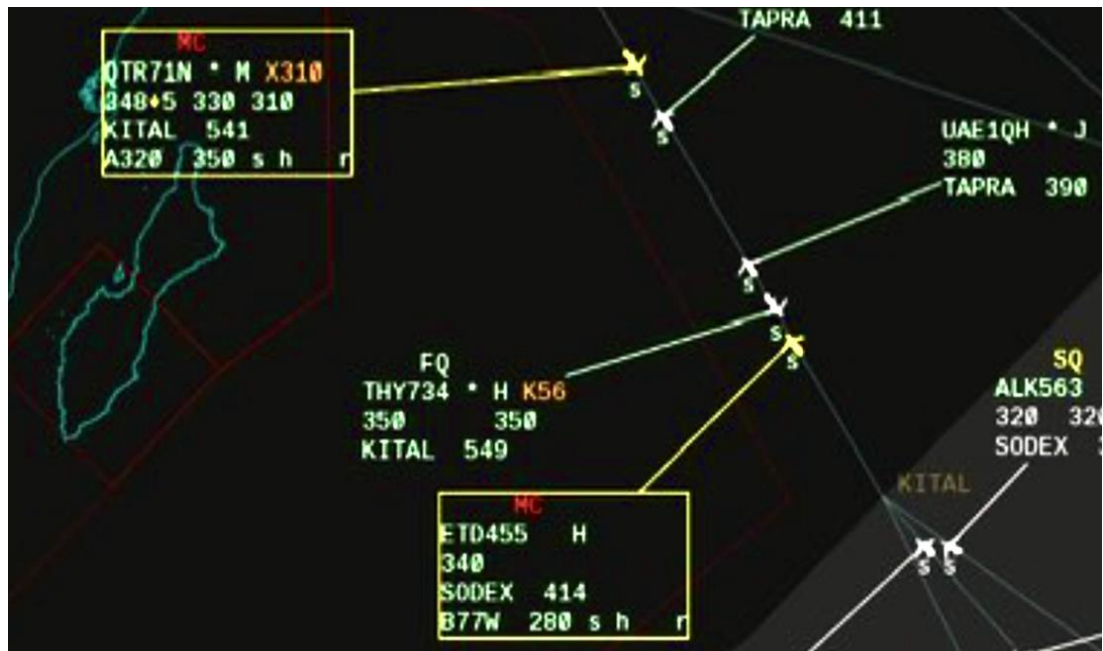 TAPRA 411
MC
QTR71N * M X310
348♦5 330 310
KITAL 541
A320 350 s h r
S
S
UAE1QH * J
380
TAPRA 390
S
S
S
FQ
THY734 * H K56
350 350
KITAL 549
SQ
ALK563
320 320
SODEX
KITAL
S S
MC
ETD455 H
340
SODEX 414
B77W 280 s h r